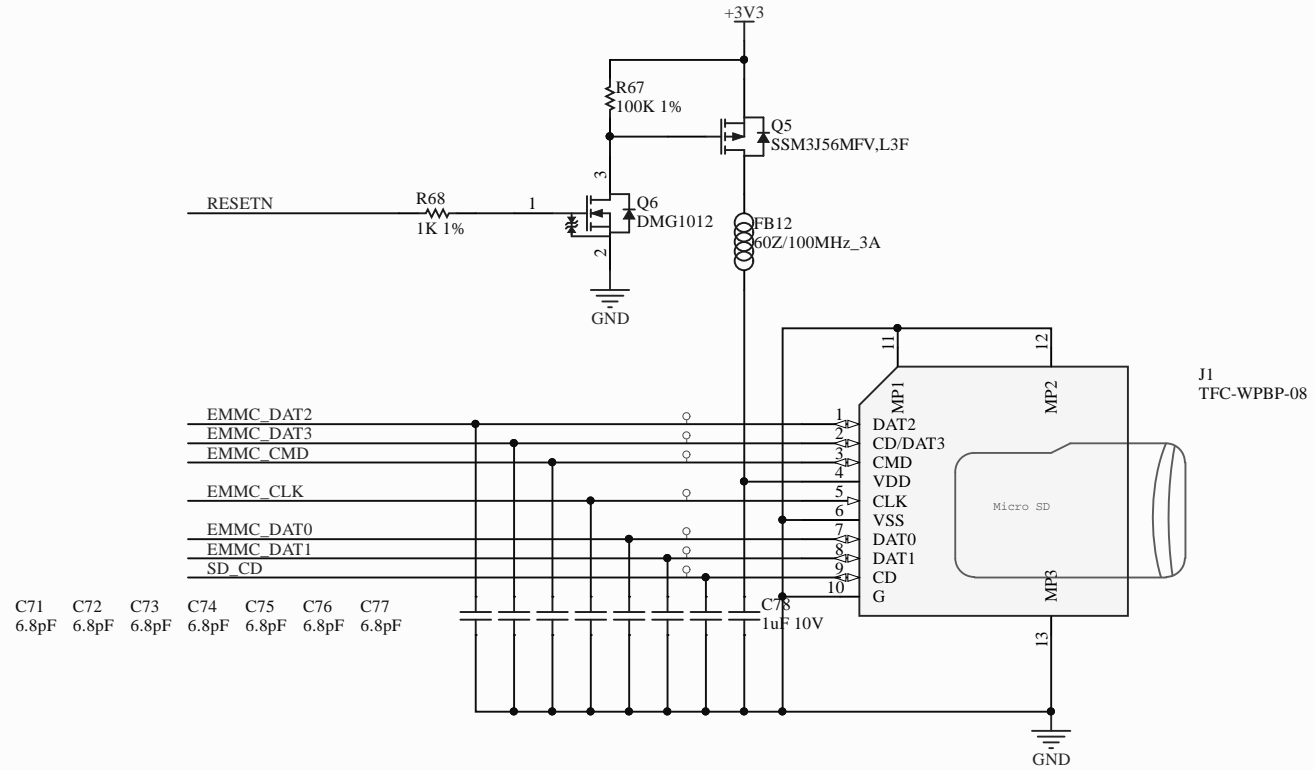 +3V3
R67
100K 1%
Q5
SSM3J56MFV,L3F
3
RESETN
R68
1K 1%
1
Q6
DMG1012
2
GND
FB12
60Z/100MHz_3A
11
12
J1
TFC-WPBP-08
MP1
MP2
EMMC_DAT2
1
DAT2
EMMC_DAT3
2
CD/DAT3
EMMC_CMD
3
CMD
4
VDD
EMMC_CLK
5
CLK
6
VSS
Micro SD
EMMC_DAT0
7
DAT0
EMMC_DAT1
8
DAT1
SD_CD
9
CD
10
G
MP3
C71
6.8pF
C72
6.8pF
C73
6.8pF
C74
6.8pF
C75
6.8pF
C76
6.8pF
C77
6.8pF
C78
1uF 10V
13
GND